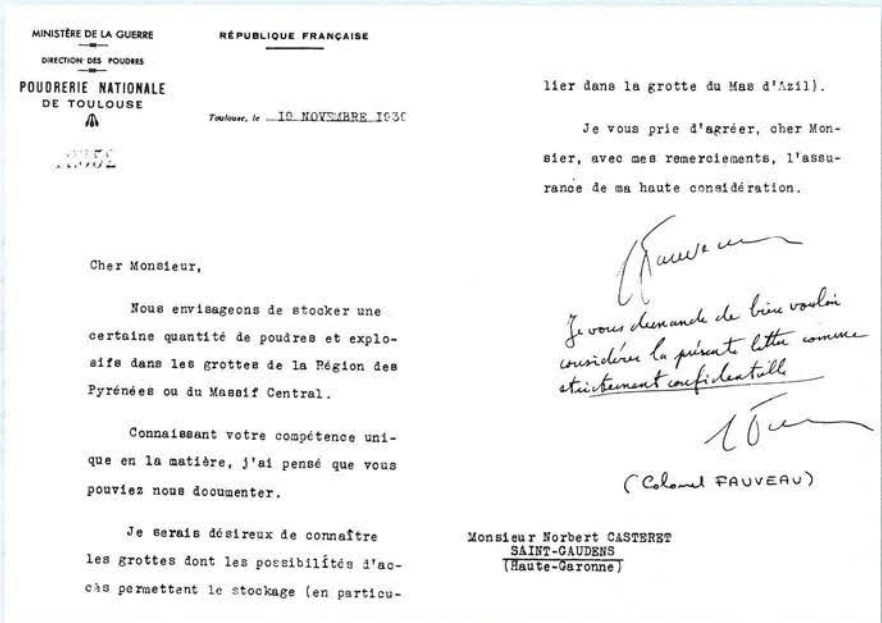 MINISTÈRE DE LA GUERRE
DIRECTION DES POUDRES
POUDRERIE NATIONALE
DE TOULOUSE
RÉPUBLIQUE FRANÇAISE
Toulouse, le 10 NOVEMBRE 1939
Cher Monsieur,
Nous envisageons de stocker une
certaine quantité de poudres et explo-
sifs dans les grottes de la Région des
Pyrénées ou du Massif Central.
Connaissant votre compétence uni-
que en la matière, j'ai pensé que vous
pouviez nous documenter.
Je serais désireux de connaître
les grottes dont les possibilités d'ac-
cès permettent le stockage (en particu-
lier dans la grotte du Mas d'Azil).
Je vous prie d'agréer, cher Mon-
sier, avec mes remerciements, l'assu-
rance de ma haute considération.
Fauveau
Je vous demande de bien vouloir
considérer la présente lettre comme
strictement confidentielle
(Colonel FAUVEAU)
Monsieur Norbert CASTERET
SAINT-GAUDENS
(Haute-Garonne)